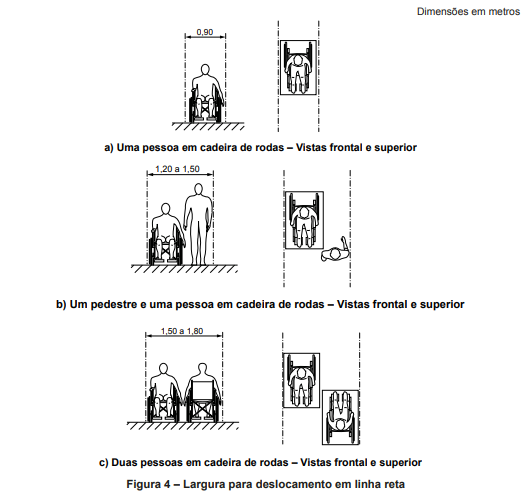 Dimensões em metros
0,90
a) Uma pessoa em cadeira de rodas – Vistas frontal e superior
1,20 a 1,50
b) Um pedestre e uma pessoa em cadeira de rodas – Vistas frontal e superior
1,50 a 1,80
c) Duas pessoas em cadeira de rodas – Vistas frontal e superior
Figura 4 – Largura para deslocamento em linha reta